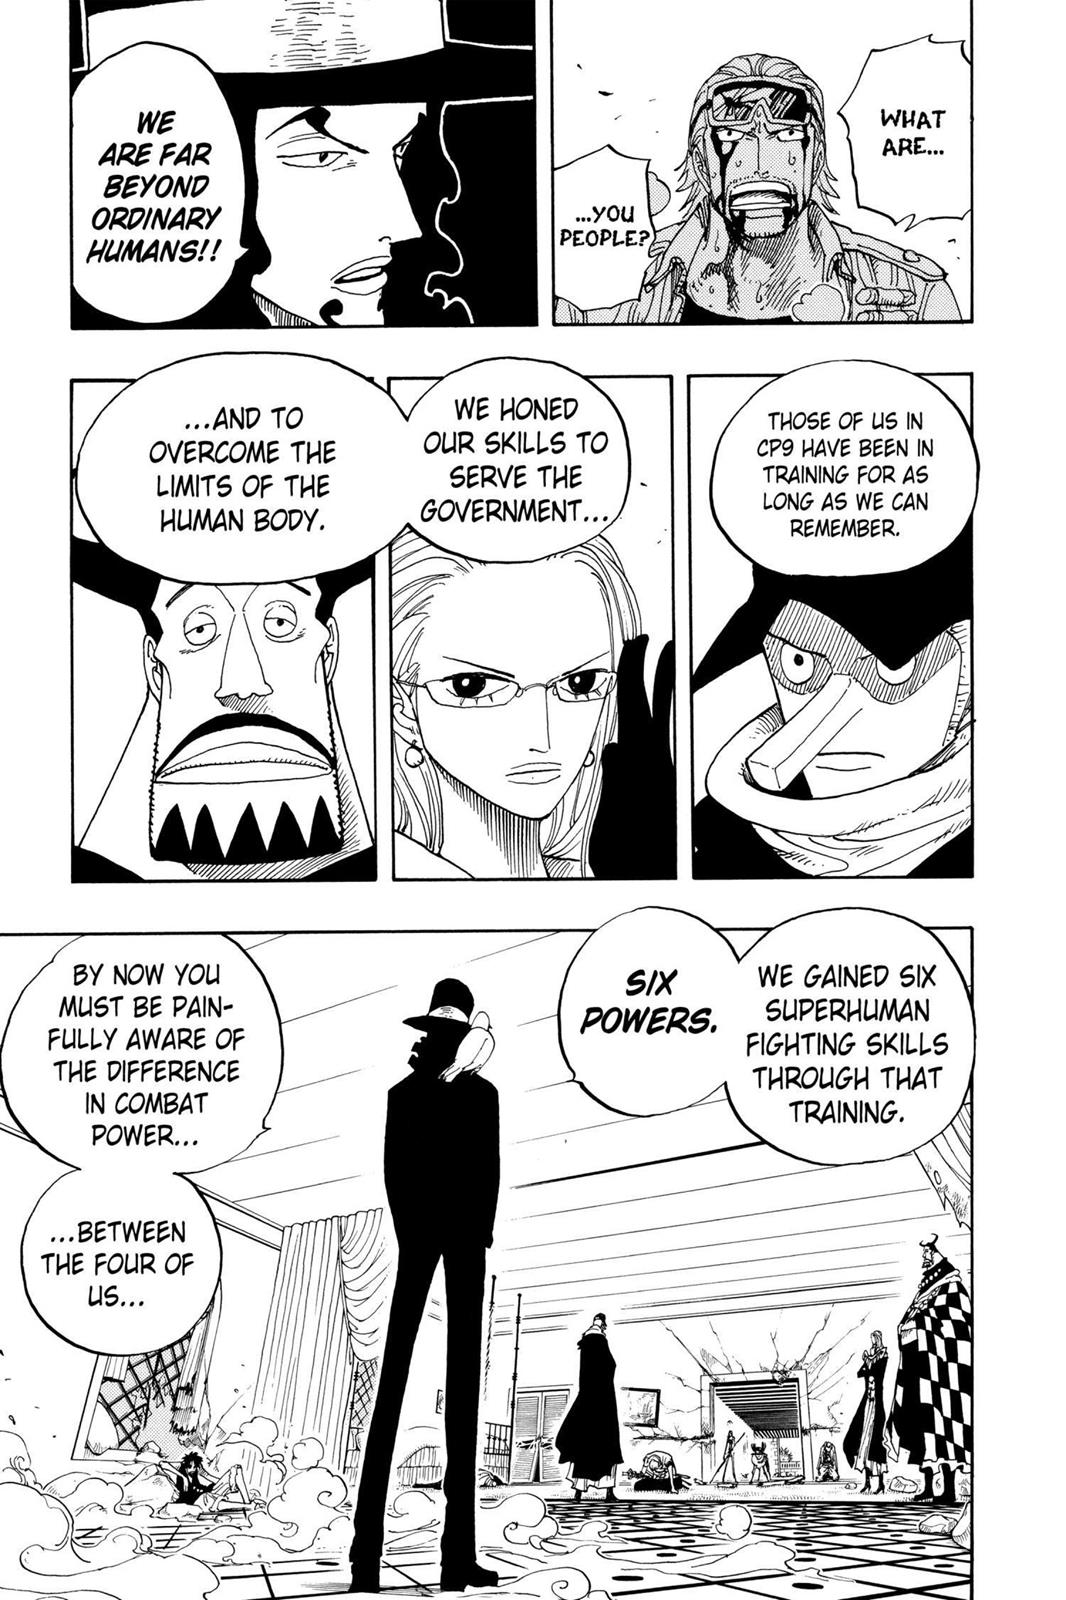 WHAT
ARE...
...YOU
PEOPLE?
WE
ARE FAR
BEYOND
ORDINARY
HUMANS!!
THOSE OF US IN
CP9 HAVE BEEN IN
TRAINING FOR AS
LONG AS WE CAN
REMEMBER.
WE HONED
OUR SKILLS TO
SERVE THE
GOVERNMENT...
...AND TO
OVERCOME THE
LIMITS OF THE
HUMAN BODY.
WE GAINED SIX
SUPERHUMAN
FIGHTING SKILLS
THROUGH THAT
TRAINING.
SIX
POWERS.
BY NOW YOU
MUST BE PAIN-
FULLY AWARE OF
THE DIFFERENCE
IN COMBAT
POWER...
...BETWEEN
THE FOUR OF
US...